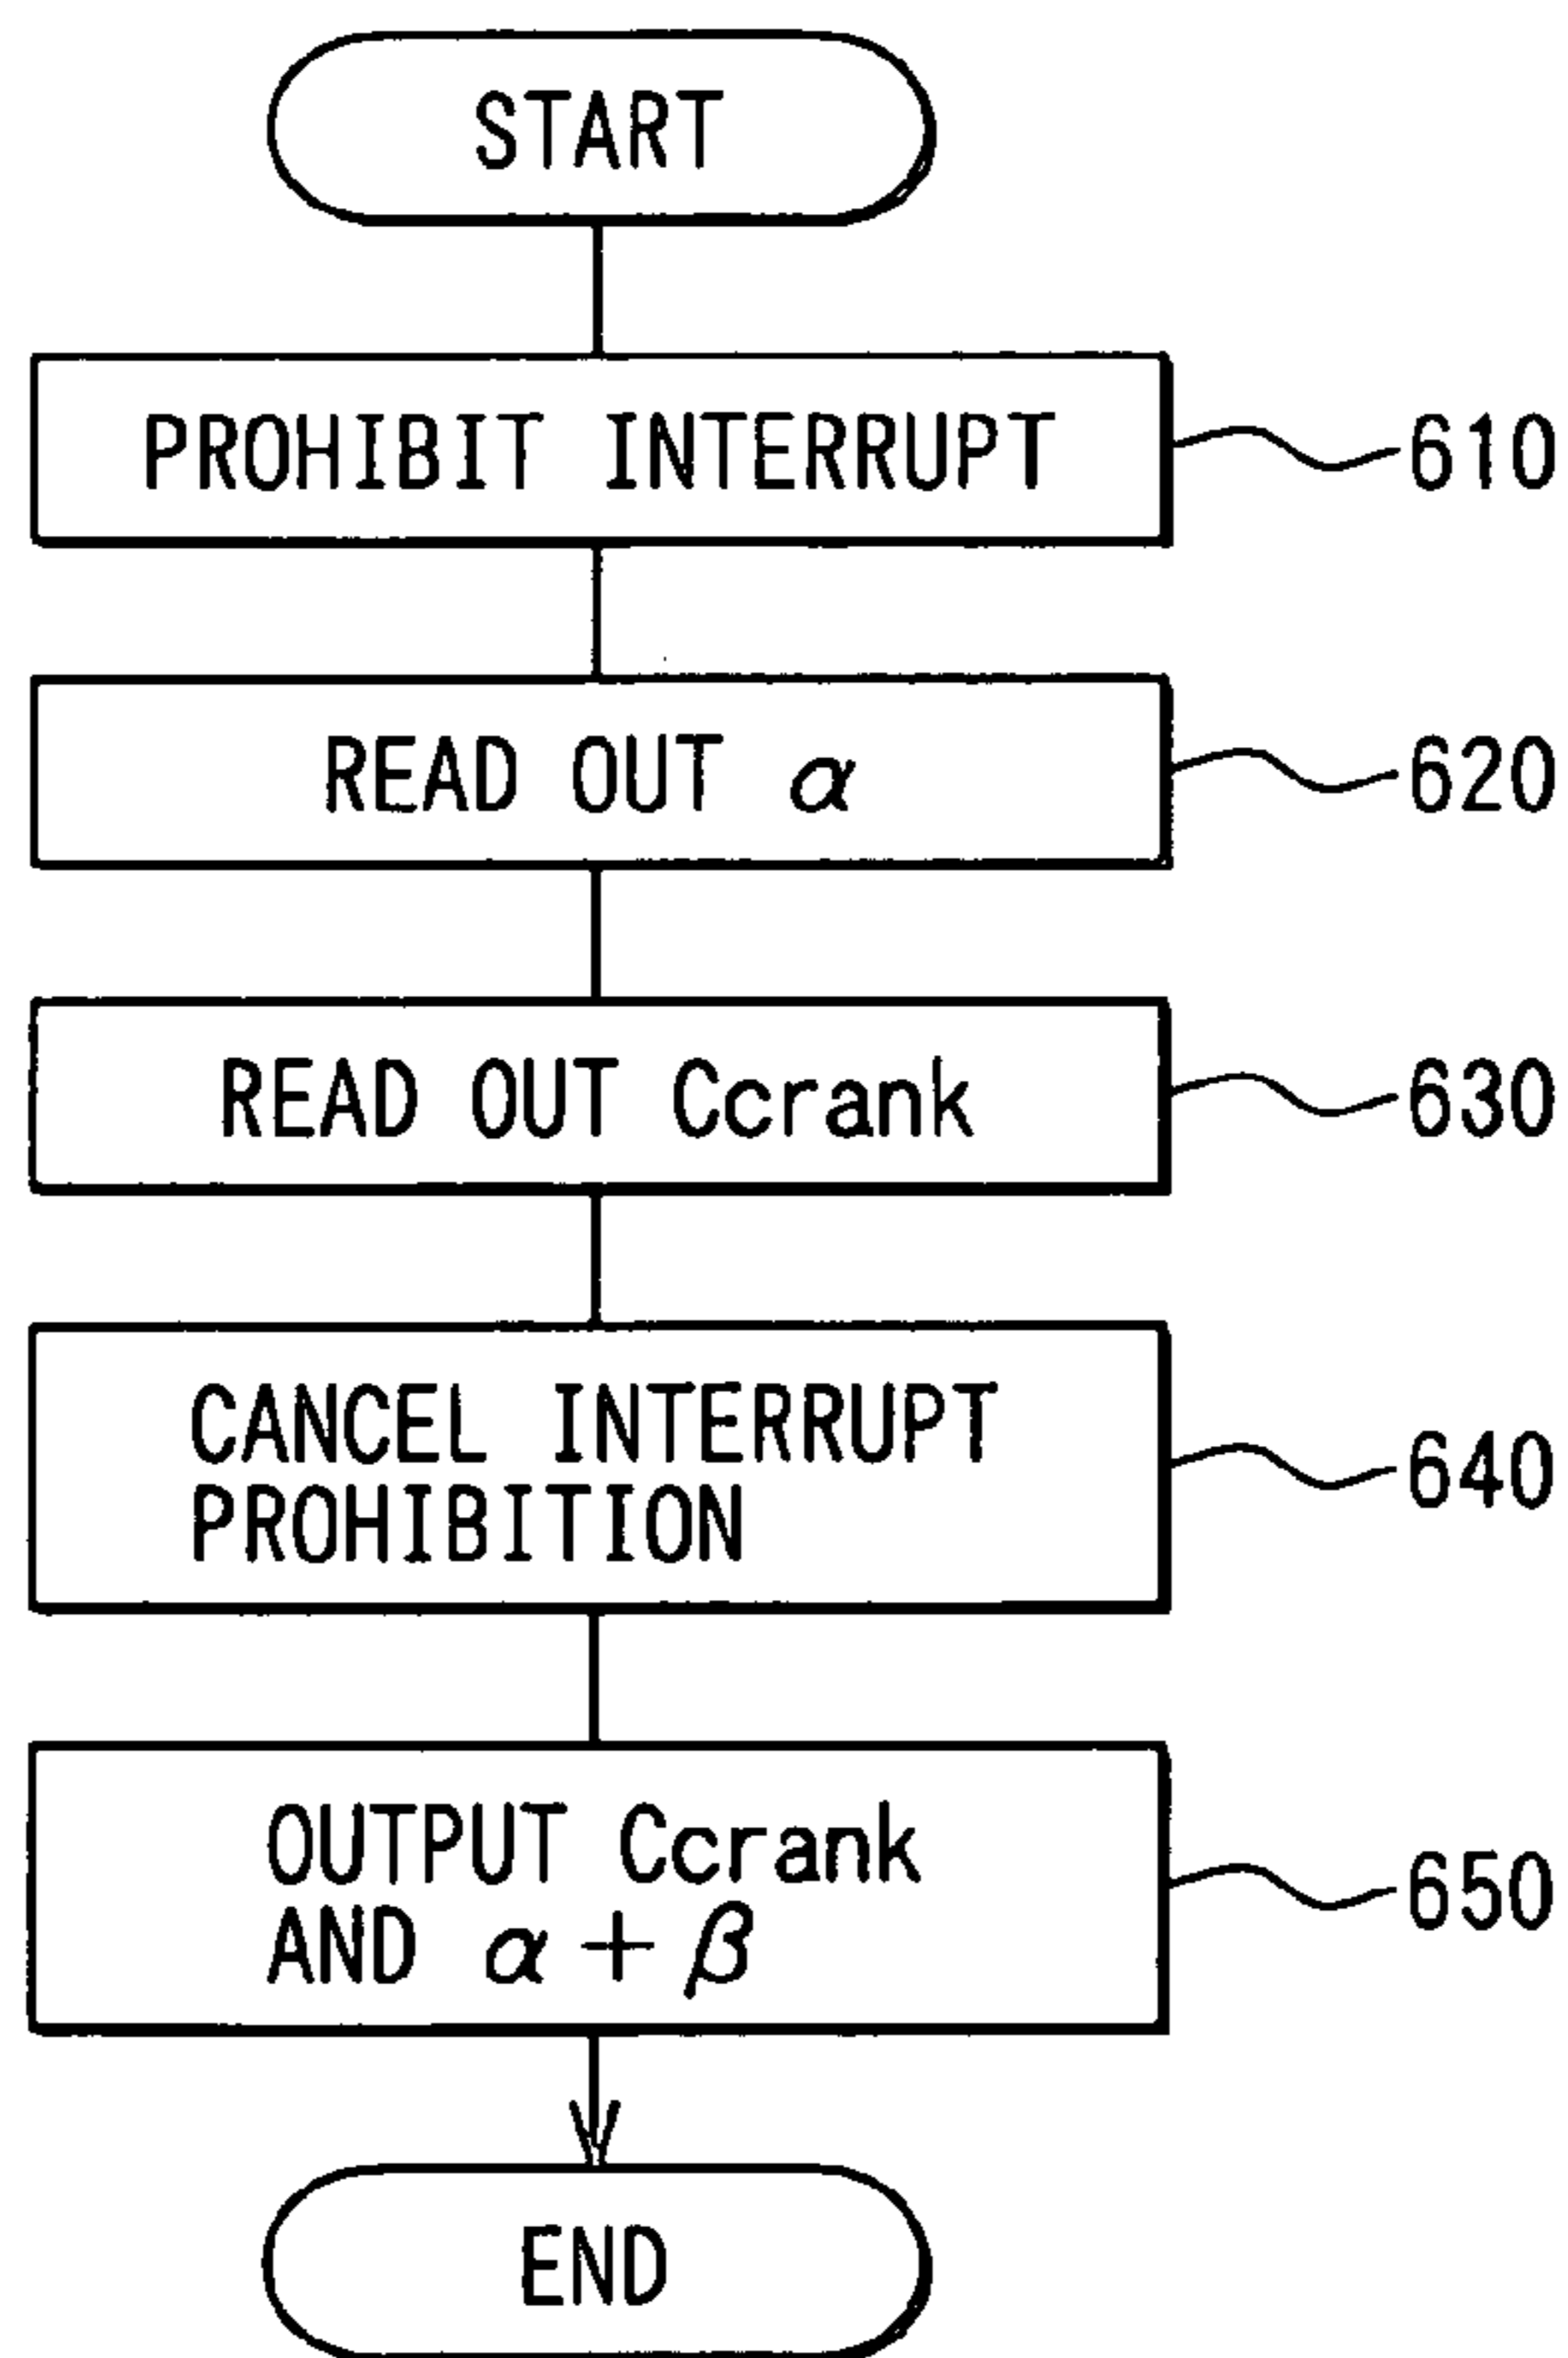 START
PROHIBIT INTERRUPT
610
READ OUT α
620
READ OUT Ccrank
630
CANCEL INTERRUPT
PROHIBITION
640
OUTPUT Ccrank
AND α + β
650
END